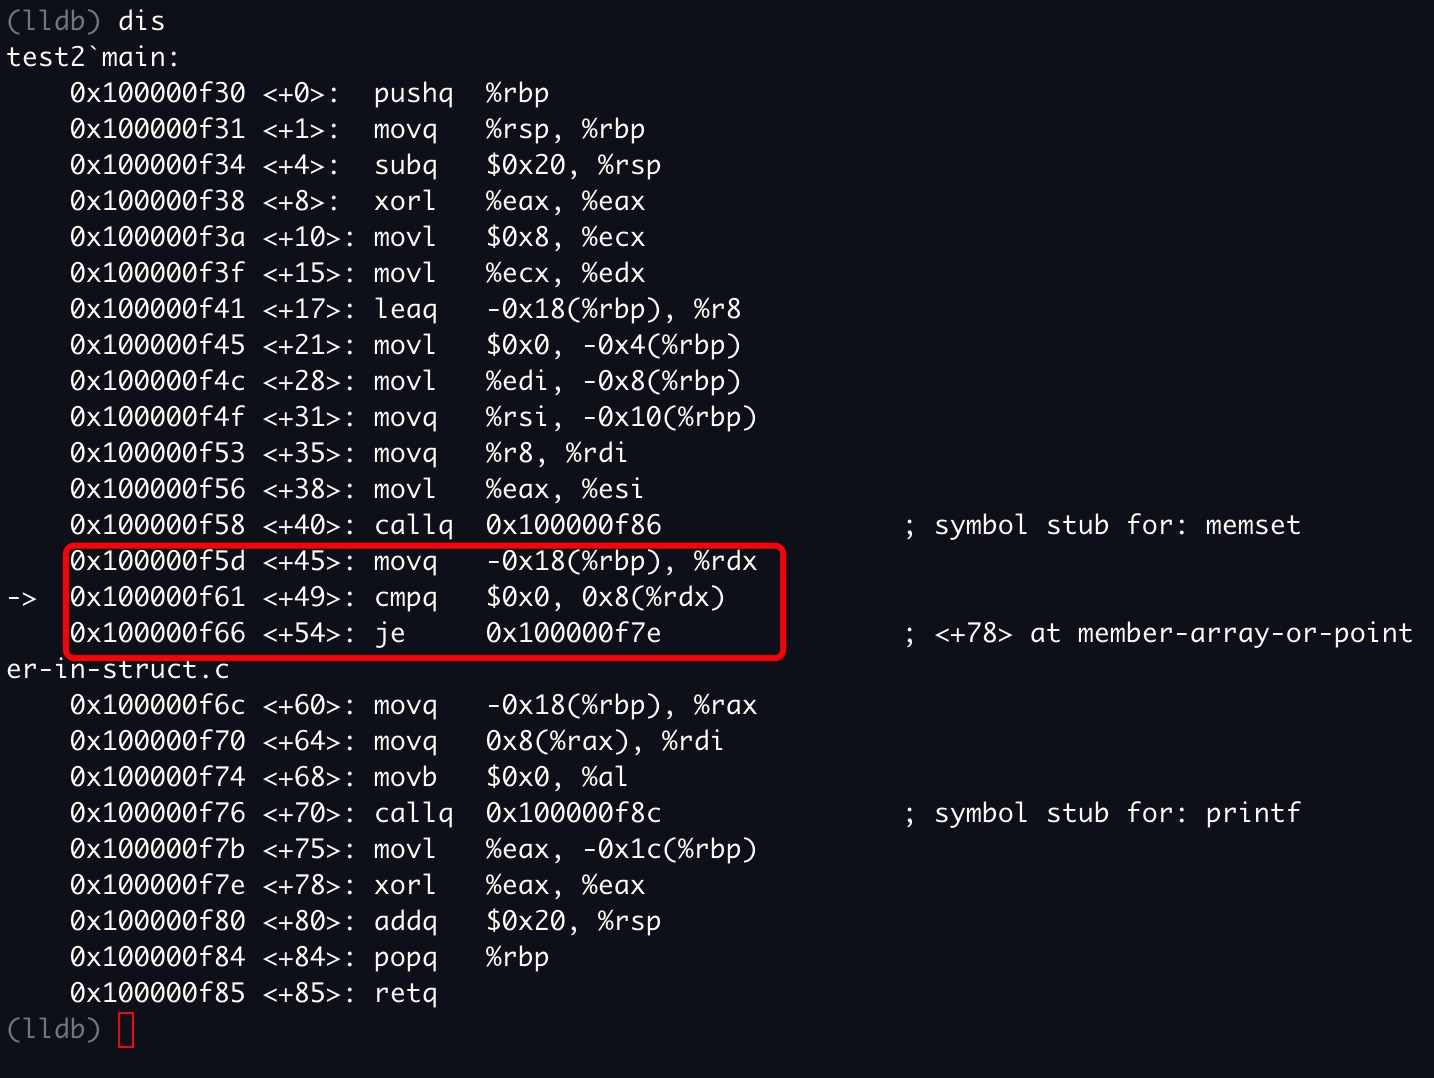 (lldb) dis
test2`main:
    0x100000f30 <+0>:  pushq  %rbp
    0x100000f31 <+1>:  movq   %rsp, %rbp
    0x100000f34 <+4>:  subq   $0x20, %rsp
    0x100000f38 <+8>:  xorl   %eax, %eax
    0x100000f3a <+10>: movl   $0x8, %ecx
    0x100000f3f <+15>: movl   %ecx, %edx
    0x100000f41 <+17>: leaq   -0x18(%rbp), %r8
    0x100000f45 <+21>: movl   $0x0, -0x4(%rbp)
    0x100000f4c <+28>: movl   %edi, -0x8(%rbp)
    0x100000f4f <+31>: movq   %rsi, -0x10(%rbp)
    0x100000f53 <+35>: movq   %r8, %rdi
    0x100000f56 <+38>: movl   %eax, %esi
    0x100000f58 <+40>: callq  0x100000f86               ; symbol stub for: memset
    0x100000f5d <+45>: movq   -0x18(%rbp), %rdx
->  0x100000f61 <+49>: cmpq   $0x0, 0x8(%rdx)
    0x100000f66 <+54>: je     0x100000f7e               ; <+78> at member-array-or-point
er-in-struct.c
    0x100000f6c <+60>: movq   -0x18(%rbp), %rax
    0x100000f70 <+64>: movq   0x8(%rax), %rdi
    0x100000f74 <+68>: movb   $0x0, %al
    0x100000f76 <+70>: callq  0x100000f8c               ; symbol stub for: printf
    0x100000f7b <+75>: movl   %eax, -0x1c(%rbp)
    0x100000f7e <+78>: xorl   %eax, %eax
    0x100000f80 <+80>: addq   $0x20, %rsp
    0x100000f84 <+84>: popq   %rbp
    0x100000f85 <+85>: retq
(lldb)